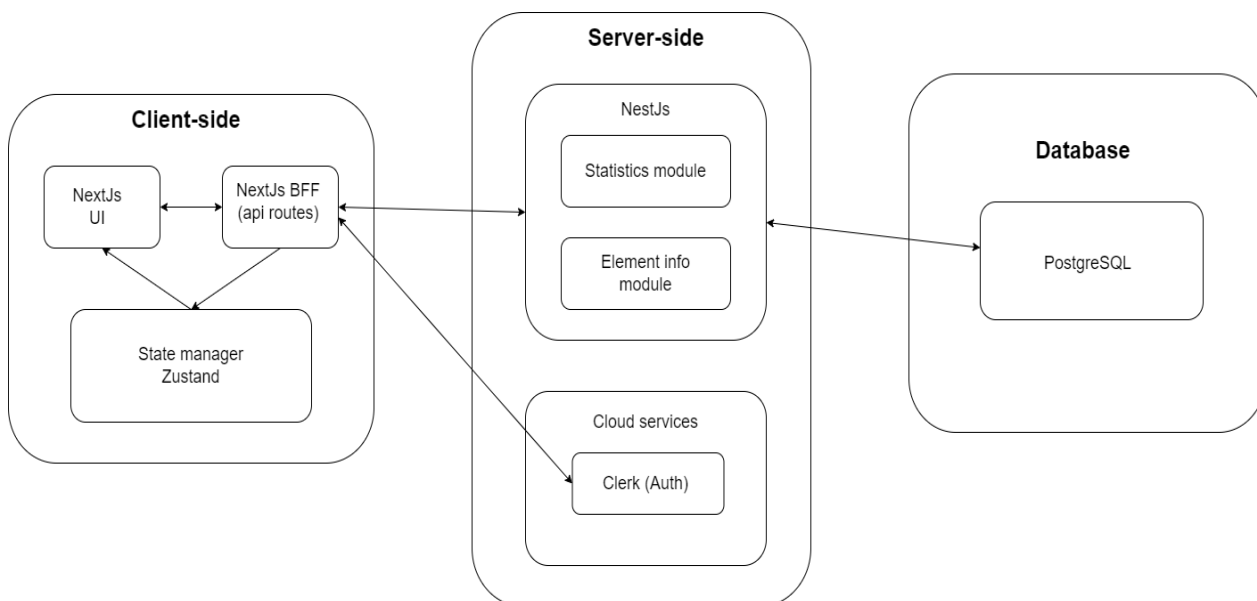 Client-side
NextJs
UI
NextJs BFF
(api routes)
State manager
Zustand
Server-side
NestJs
Statistics module
Element info
module
Cloud services
Clerk (Auth)
Database
PostgreSQL